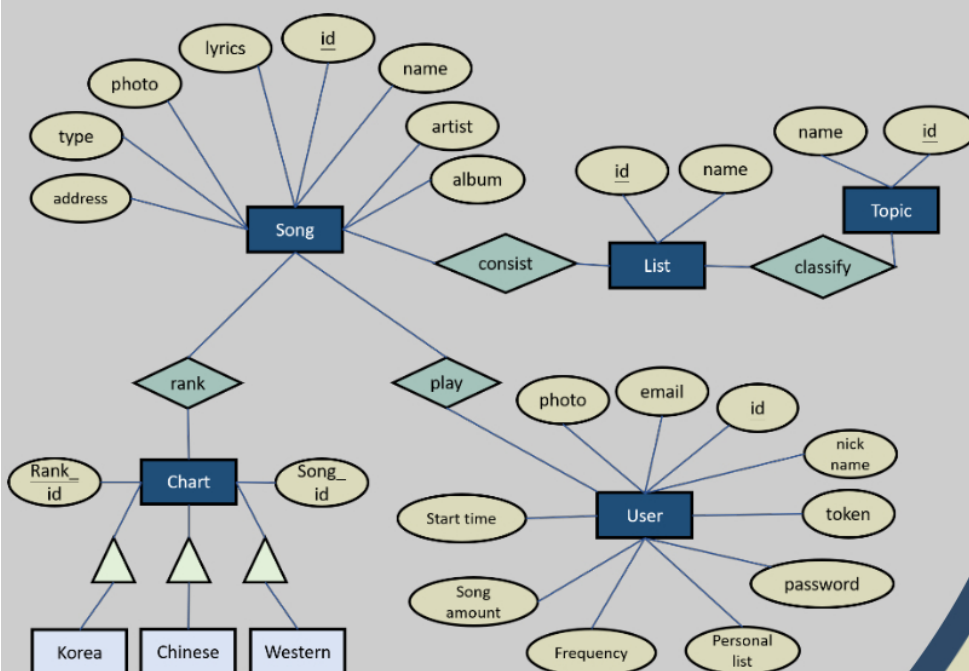 id
lyrics
name
photo
artist
type
name
id
id
name
album
address
Topic
Song
consist
List
classify
rank
play
email
photo
id
nick
name
Rank_
id
Chart
Song_
id
Start time
User
token
password
Song
amount
Personal
list
Frequency
Korea
Chinese
Western